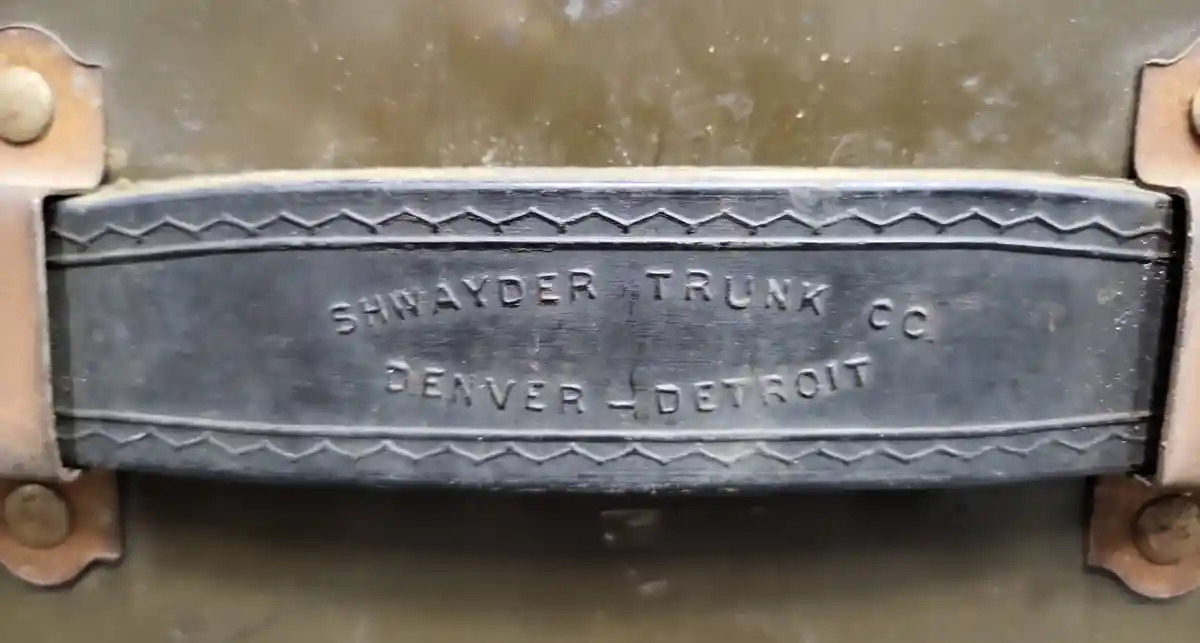 SHWAYDER TRUNK CO.
DENVER – DETROIT